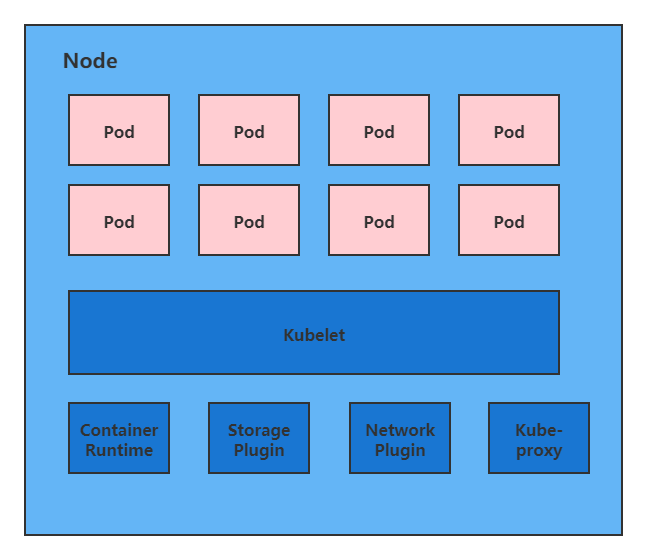 Node
Pod Pod Pod Pod
Pod Pod Pod Pod
Kubelet
Container
Runtime
Storage
Plugin
Network
Plugin
Kube-
proxy